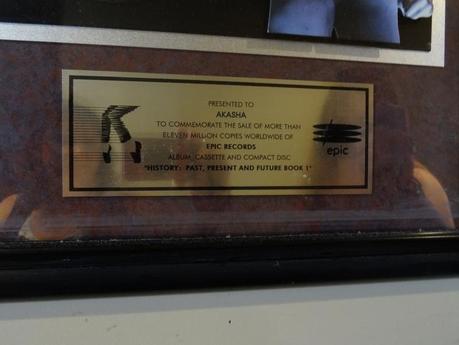 PRESENTED TO
AKASHA
TO COMMEMORATE THE SALE OF MORE THAN
ELEVEN MILLION COPIES WORLDWIDE OF
EPIC RECORDS
ALBUM, CASSETTE AND COMPACT DISC
"HISTORY: PAST, PRESENT AND FUTURE BOOK 1"
epic